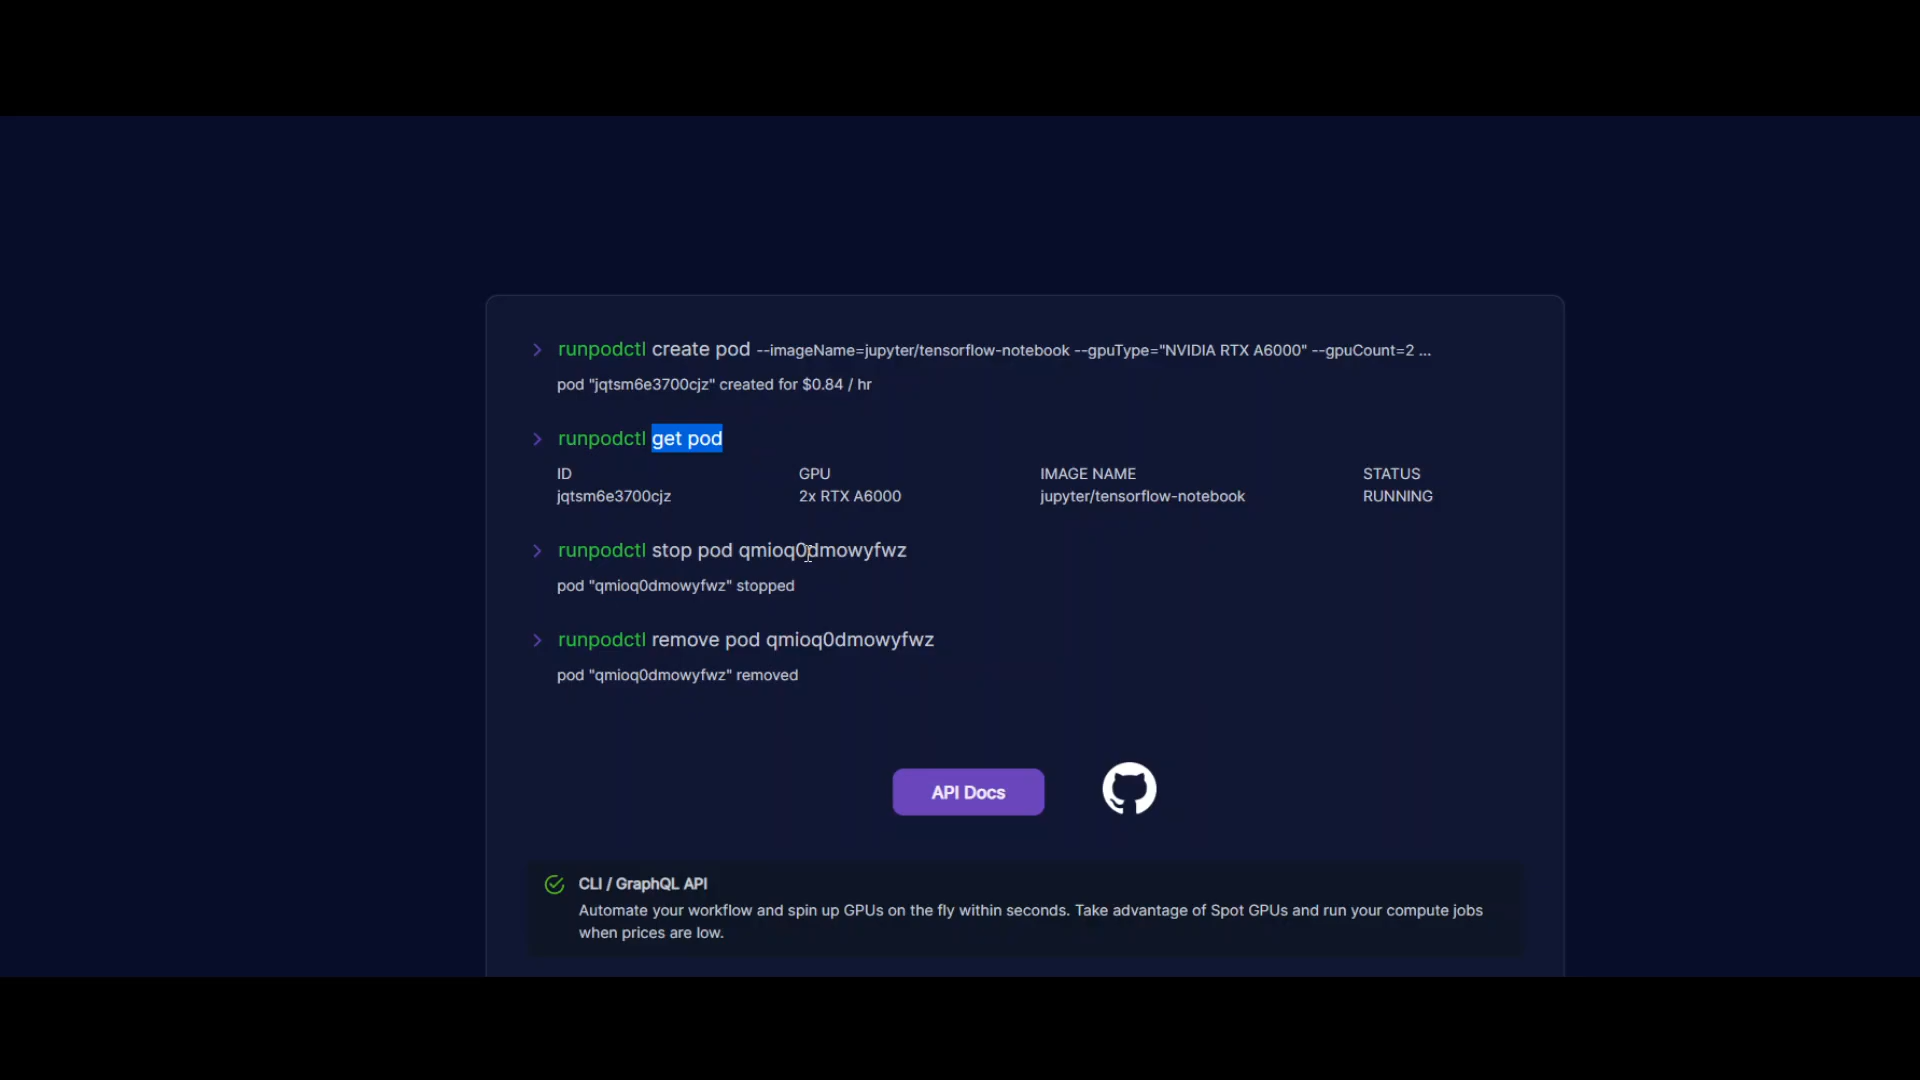 runpodctl create pod --imageName=jupyter/tensorflow-notebook --gpuType="NVIDIA RTX A6000" --gpuCount=2 ...
pod "jqtsm6e3700cjz" created for $0.84 / hr
runpodctl get pod
ID GPU IMAGE NAME STATUS
jqtsm6e3700cjz 2x RTX A6000 jupyter/tensorflow-notebook RUNNING
runpodctl stop pod qmioq0dmowyfwz
pod "qmioq0dmowyfwz" stopped
runpodctl remove pod qmioq0dmowyfwz
pod "qmioq0dmowyfwz" removed
API Docs
CLI / GraphQL API
Automate your workflow and spin up GPUs on the fly within seconds. Take advantage of Spot GPUs and run your compute jobs
when prices are low.